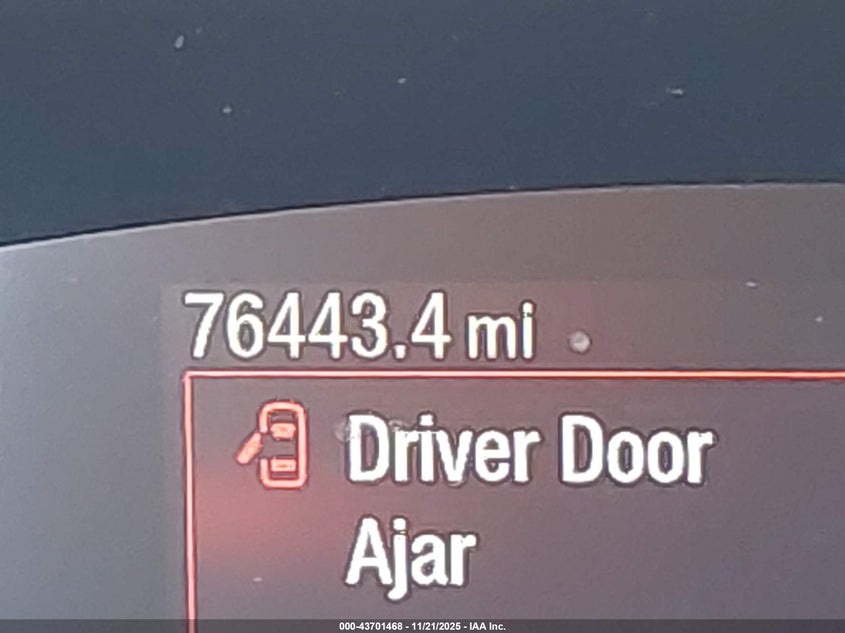 76443.4 mi
Driver Door
Ajar
000-43701468 - 11/21/2025 - IAA Inc.